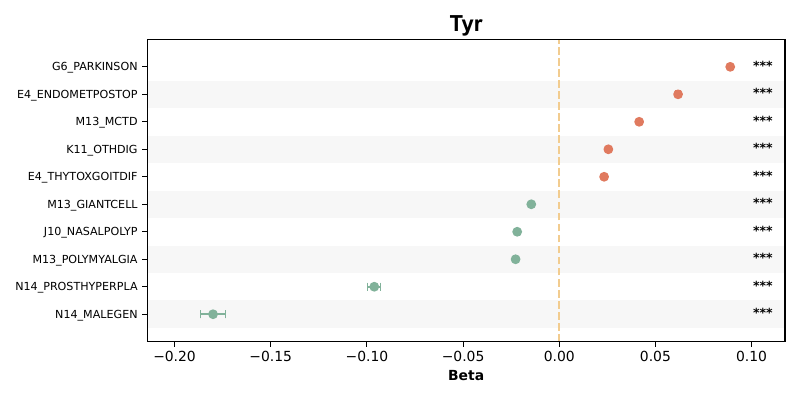 Tyr
G6_PARKINSON ***
E4_ENDOMETPOSTOP ***
M13_MCTD ***
K11_OTHDIG ***
E4_THYTOXGOITDIF ***
M13_GIANTCELL ***
J10_NASALPOLYP ***
M13_POLYMYALGIA ***
N14_PROSTHYPERPLA ***
N14_MALEGEN ***
−0.20 −0.15 −0.10 −0.05 0.00 0.05 0.10
Beta